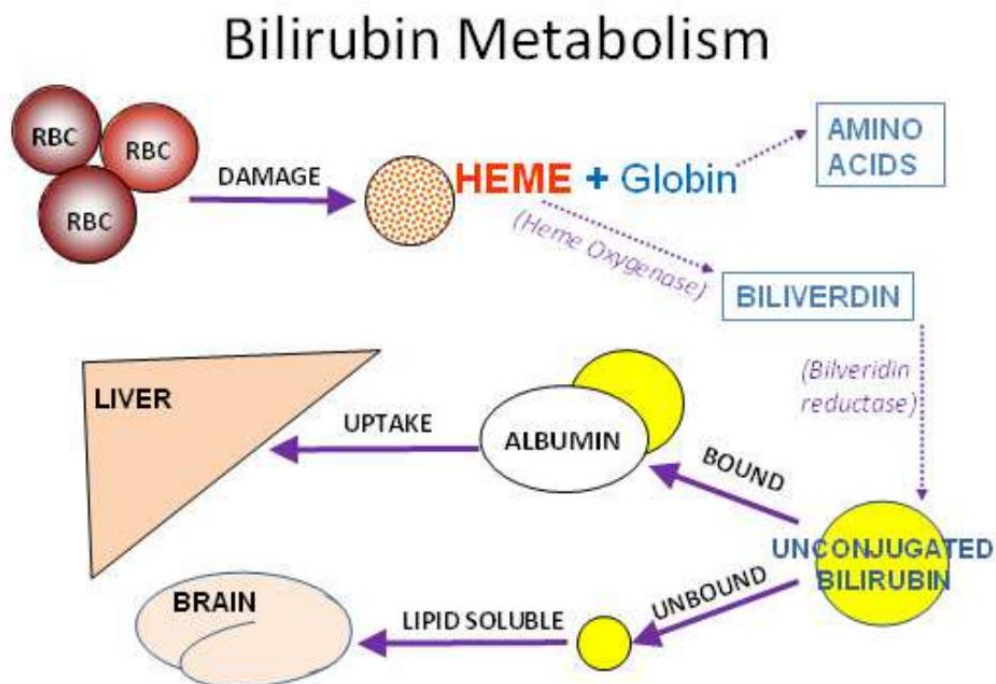 Bilirubin Metabolism
RBC
RBC
RBC
DAMAGE
HEME + Globin
AMINO
ACIDS
(Heme Oxygenase)
BILIVERDIN
(Bilveridin
reductase)
LIVER
UPTAKE
ALBUMIN
BOUND
UNCONJUGATED
BILIRUBIN
UNBOUND
BRAIN
LIPID SOLUBLE